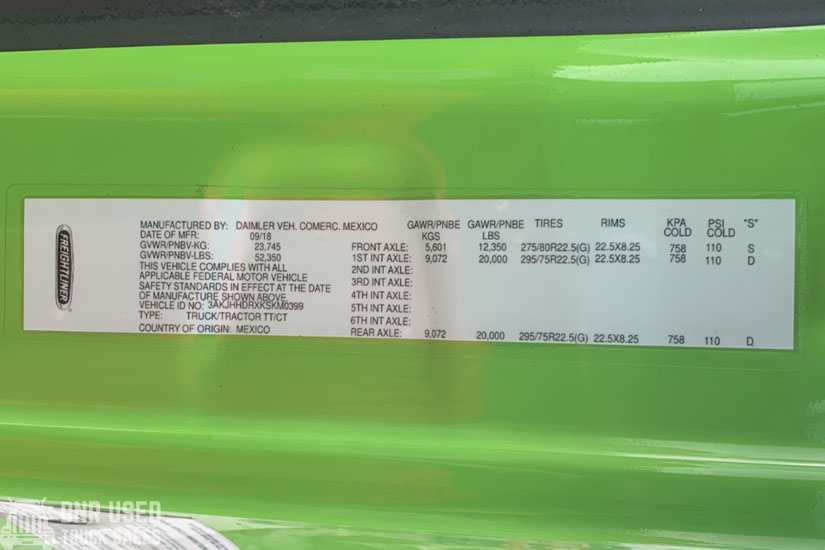 FREIGHTLINER
MANUFACTURED BY: DAIMLER VEH. COMERC. MEXICO
DATE OF MFR: 09/18
GVWR/PNBV-KG: 23,745
GVWR/PNBV-LBS: 52,350
THIS VEHICLE COMPLIES WITH ALL
APPLICABLE FEDERAL MOTOR VEHICLE
SAFETY STANDARDS IN EFFECT AT THE DATE
OF MANUFACTURE SHOWN ABOVE
VEHICLE ID NO: 3AKJHHDRXKSKM0399
TYPE: TRUCK/TRACTOR TT/CT
COUNTRY OF ORIGIN: MEXICO
GAWR/PNBE GAWR/PNBE TIRES RIMS KPA PSI "S"
KGS LBS COLD COLD
FRONT AXLE: 5,601 12,350 275/80R22.5(G) 22.5X8.25 758 110 S
1ST INT AXLE: 9,072 20,000 295/75R22.5(G) 22.5X8.25 758 110 D
2ND INT AXLE:
3RD INT AXLE:
4TH INT AXLE:
5TH INT AXLE:
6TH INT AXLE:
REAR AXLE: 9,072 20,000 295/75R22.5(G) 22.5X8.25 758 110 D
DNR USED
TRUCK SALES